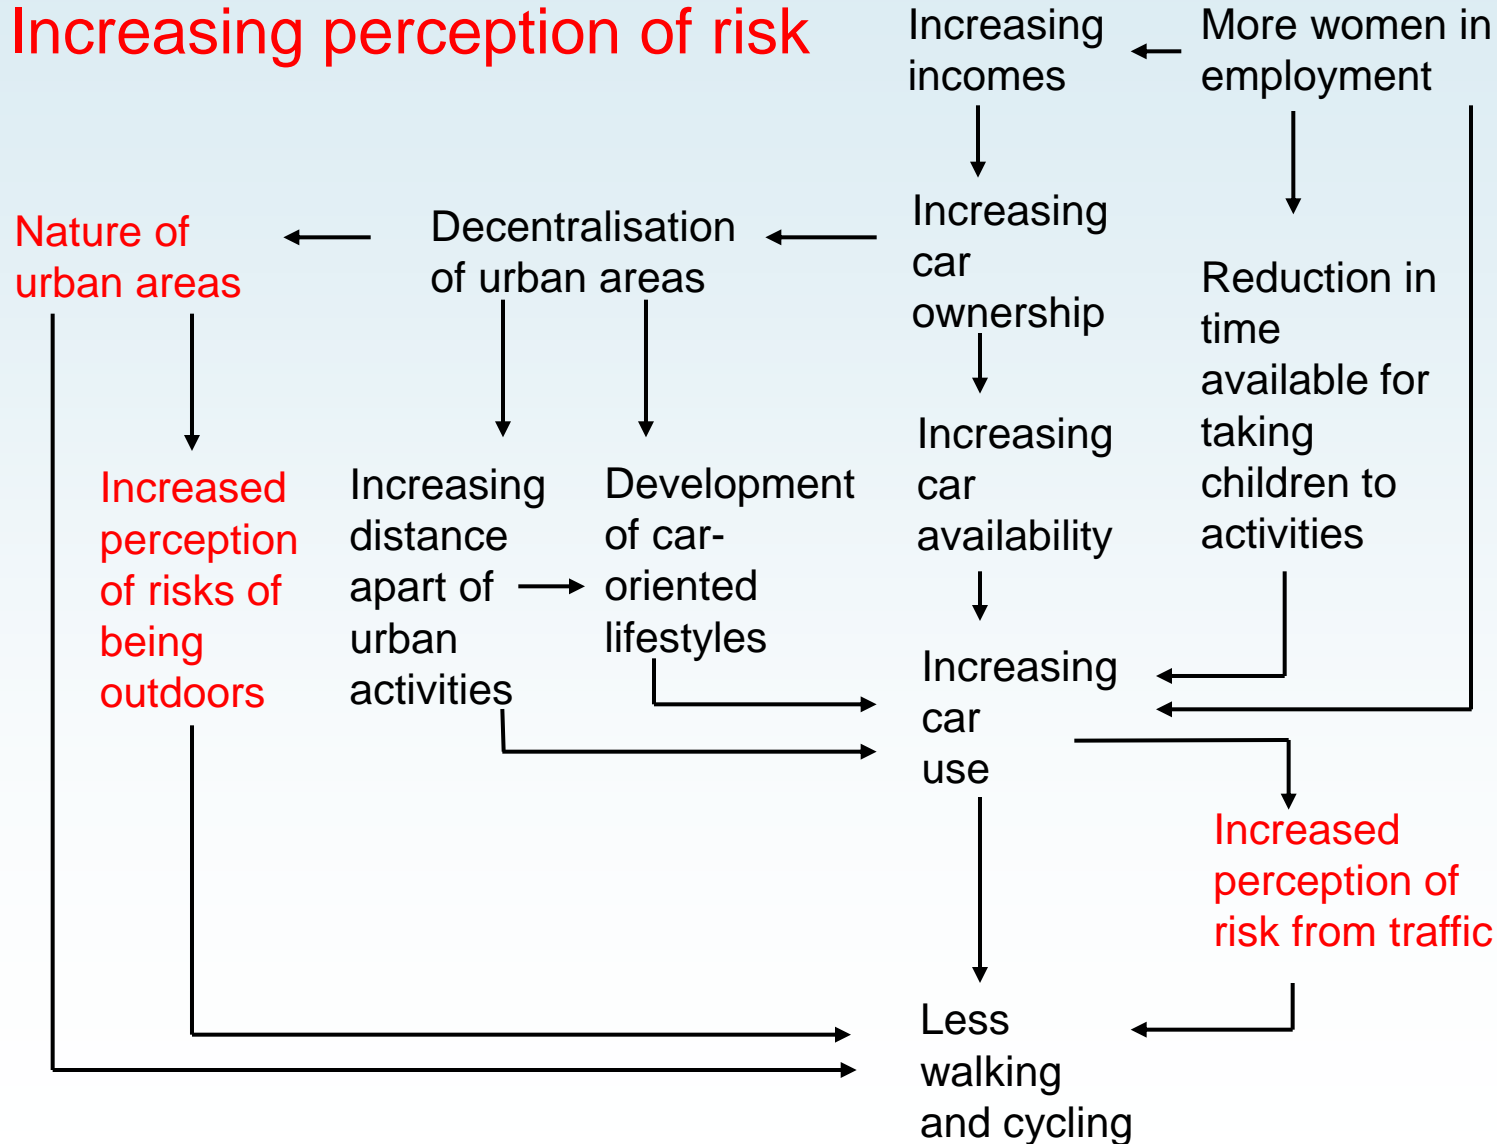 Increasing perception of risk
Increasing
incomes
More women in
employment
Nature of
urban areas
Decentralisation
of urban areas
Increasing
car
ownership
Reduction in
time
available for
taking
children to
activities
Increased
perception
of risks of
being
outdoors
Increasing
distance
apart of
urban
activities
Development
of car-
oriented
lifestyles
Increasing
car
availability
Increasing
car
use
Increased
perception of
risk from traffic
Less
walking
and cycling